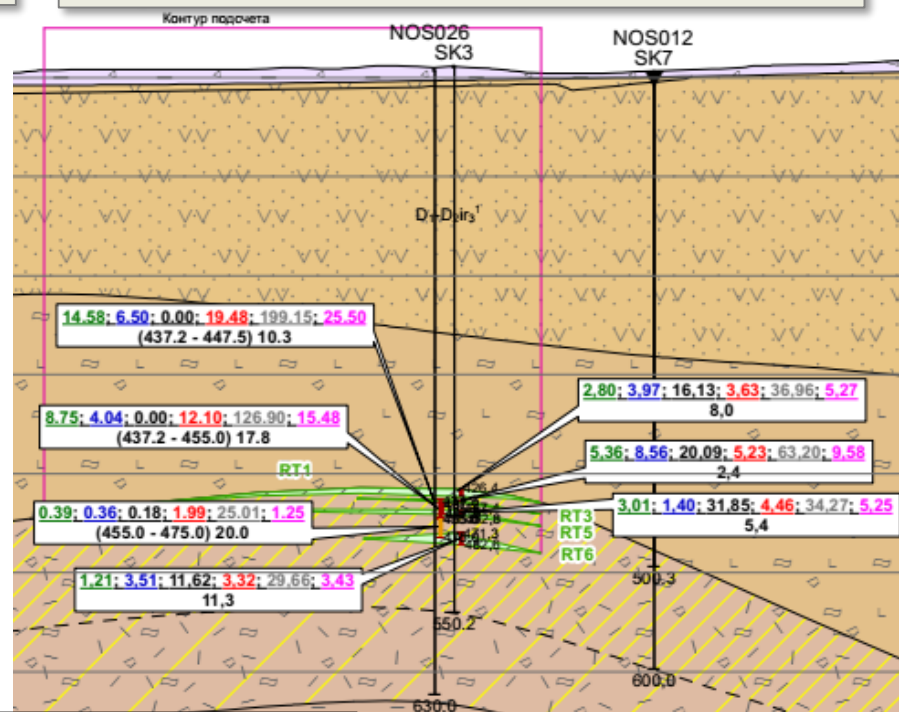 Контур подсчета
NOS026
SK3
NOS012
SK7
14.58; 6.50; 0.00; 19.48; 199.15; 25.50
(437.2 - 447.5) 10.3
2,80; 3,97; 16,13; 3,63; 36,96; 5,27
8,0
8.75; 4.04; 0.00; 12.10; 126.90; 15.48
(437.2 - 455.0) 17.8
5,36; 8,56; 20,09; 5,23; 63,20; 9,58
2,4
RT1
0.39; 0.36; 0.18; 1.99; 25.01; 1.25
(455.0 - 475.0) 20.0
3,01; 1,40; 31,85; 4,46; 34,27; 5,25
5,4
RT3
RT5
RT6
1,21; 3,51; 11,62; 3,32; 29,66; 3,43
11,3
500.3
550.2
600,0
630.0